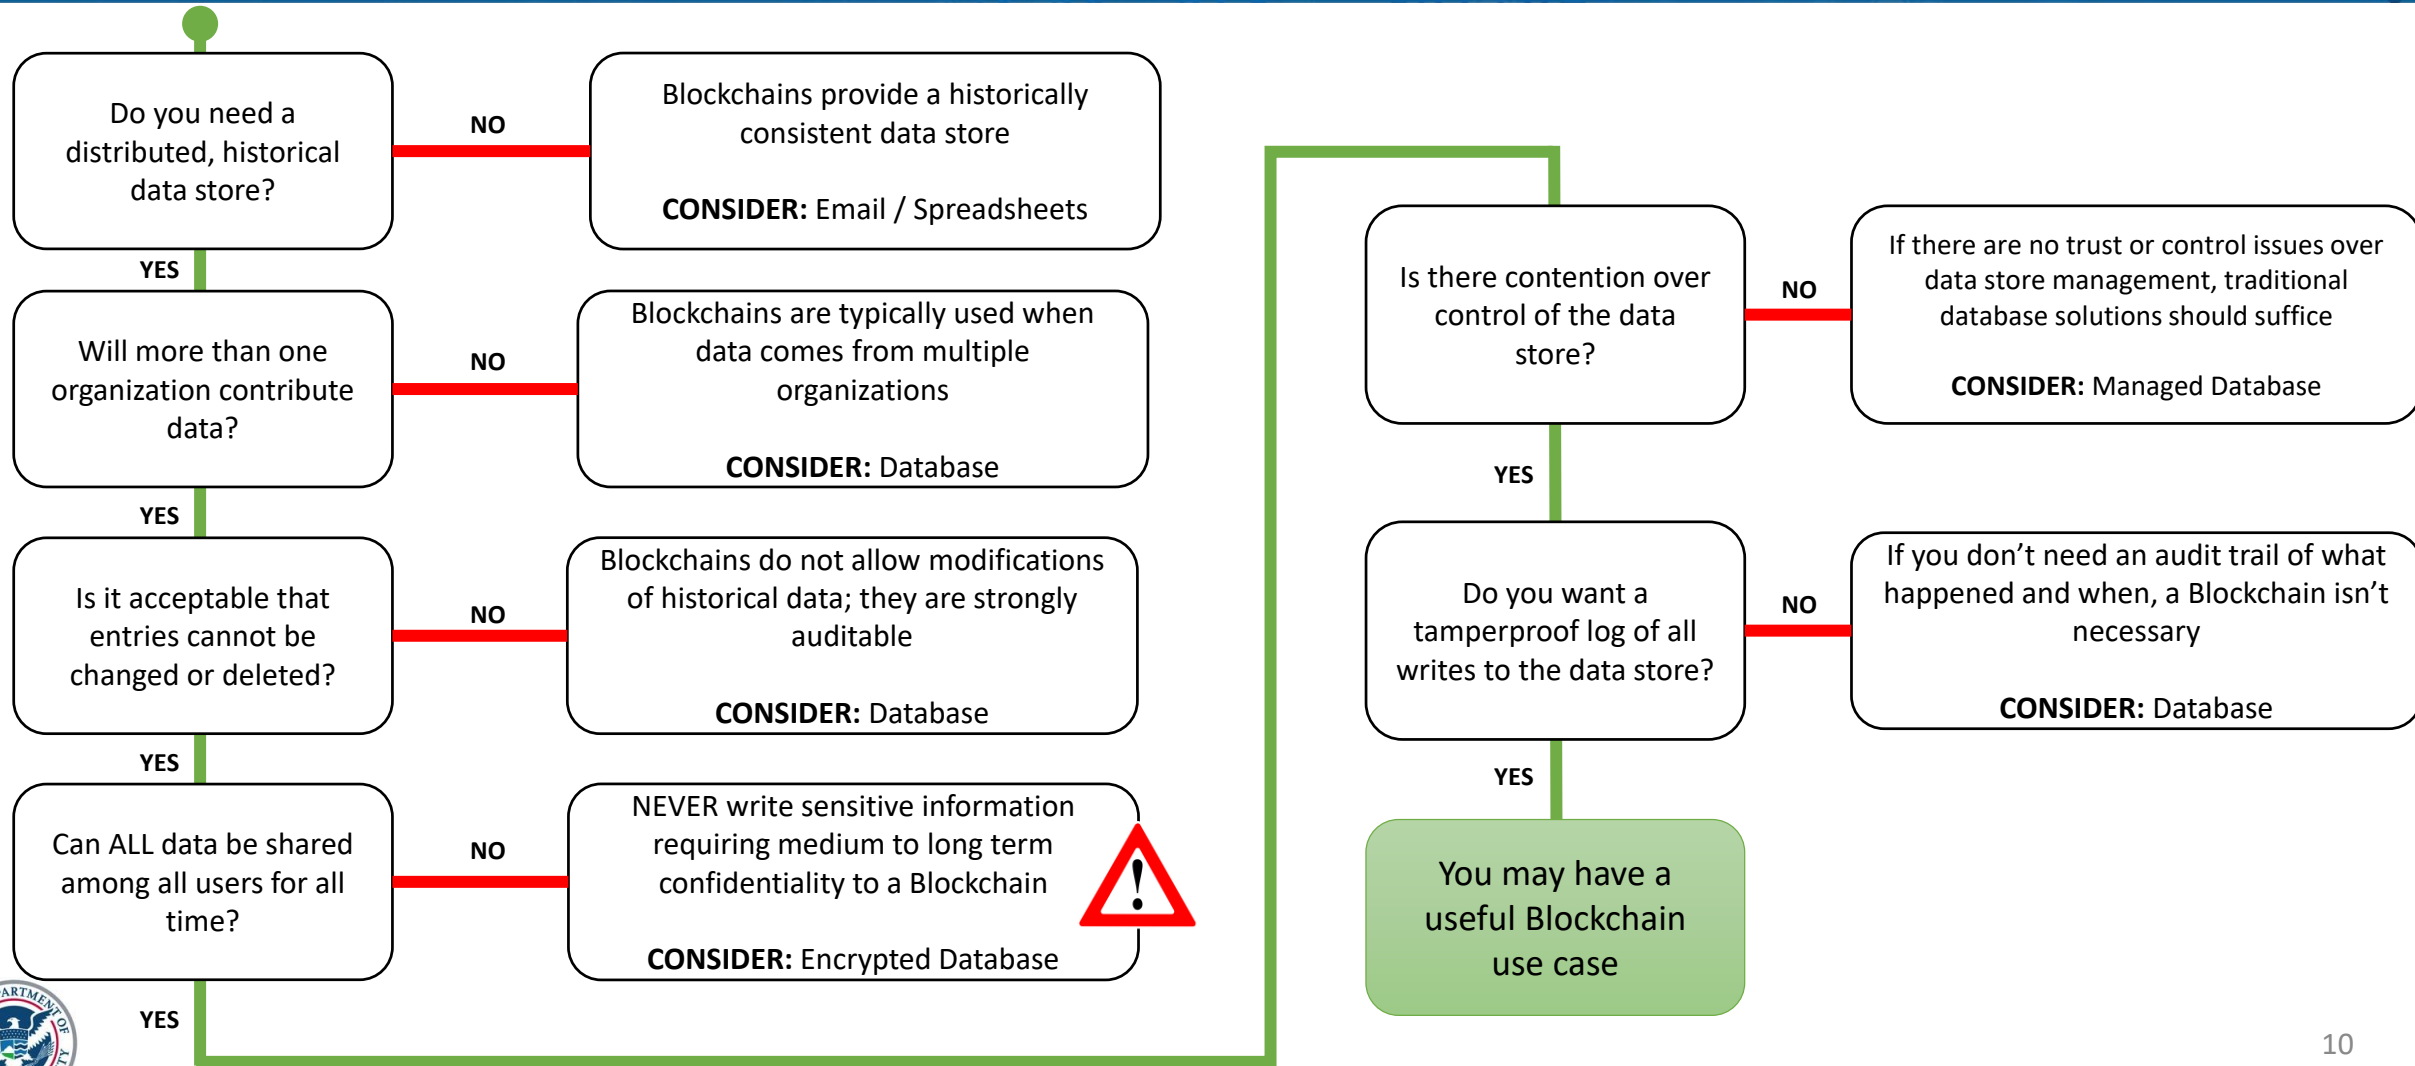 Do you need a
distributed, historical
data store?
NO
Blockchains provide a historically
consistent data store
CONSIDER: Email / Spreadsheets
YES
Will more than one
organization contribute
data?
NO
Blockchains are typically used when
data comes from multiple
organizations
CONSIDER: Database
YES
Is it acceptable that
entries cannot be
changed or deleted?
NO
Blockchains do not allow modifications
of historical data; they are strongly
auditable
CONSIDER: Database
YES
Can ALL data be shared
among all users for all
time?
NO
NEVER write sensitive information
requiring medium to long term
confidentiality to a Blockchain
CONSIDER: Encrypted Database
!
YES
Is there contention over
control of the data
store?
NO
If there are no trust or control issues over
data store management, traditional
database solutions should suffice
CONSIDER: Managed Database
YES
Do you want a
tamperproof log of all
writes to the data store?
NO
If you don’t need an audit trail of what
happened and when, a Blockchain isn’t
necessary
CONSIDER: Database
YES
You may have a
useful Blockchain
use case
10